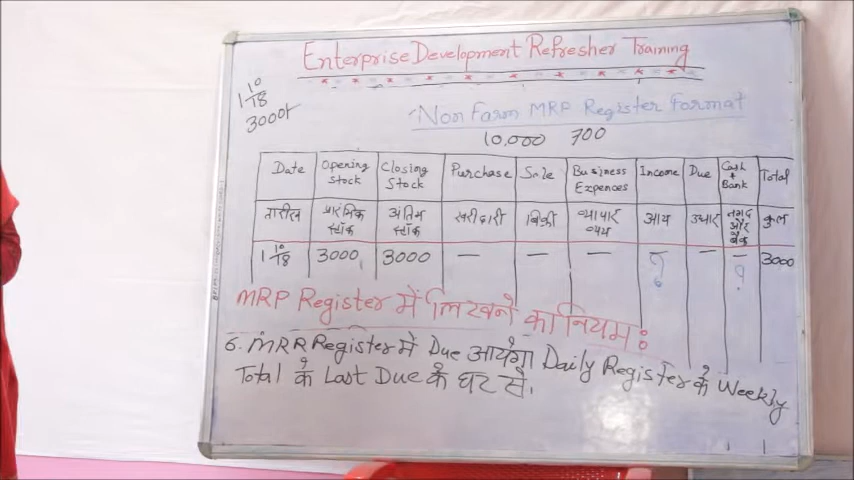 Enterprise Development Refresher Training
1 10/18
3000/-
Non Farm MRP Register Format
10,000 700
Date Opening Stock Closing Stock Purchase Sale Business Expences Income Due Cash + Bank Total
तारीख प्रारंभिक स्टॉक अंतिम स्टॉक खरीदारी बिक्री व्यापार व्यय आय उधार नगद और बैंक कुल
1 10/18 3000 3000 — — — — — — 3000
? ?
MRP Register में लिखने का नियम:
6. MRR Register में Due आयेगा Daily Register के Weekly
Total के Last Due के घर से.